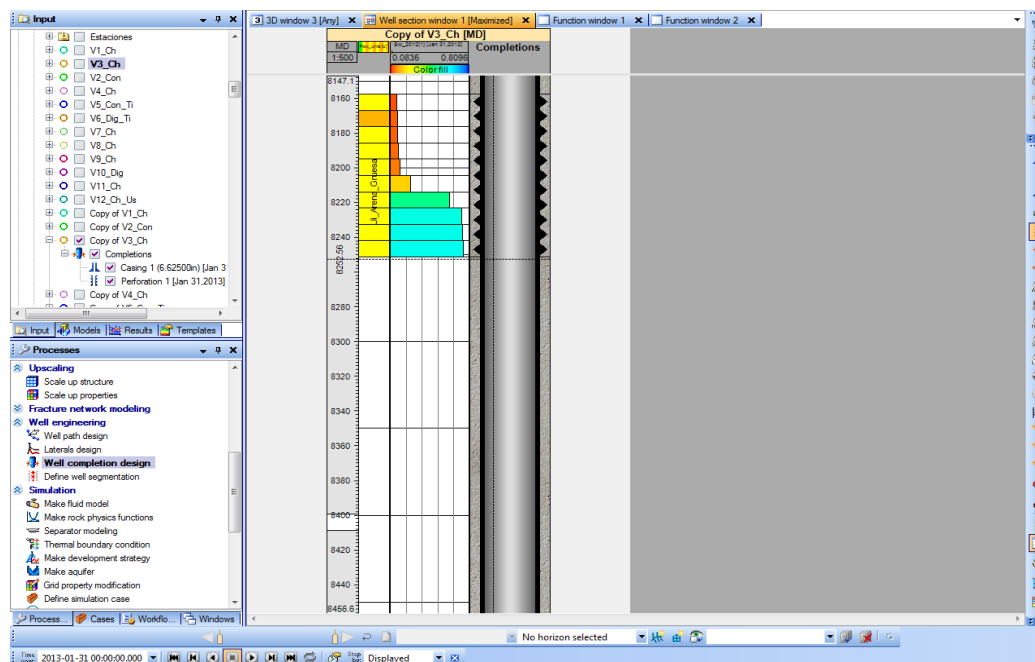 Input
Estaciones
V1_Ch
V3_Ch
V2_Con
V4_Ch
V5_Con_Ti
V6_Dig_Ti
V7_Ch
V8_Ch
V9_Ch
V10_Dig
V11_Ch
V12_Ch_Us
Copy of V1_Ch
Copy of V2_Con
Copy of V3_Ch
Completions
Casing 1 (6.62500in) [Jan 3
Perforation 1 [Jan 31,2013]
Copy of V4_Ch
Input Models Results Templates
Processes
Upscaling
Scale up structure
Scale up properties
Fracture network modeling
Well engineering
Well path design
Laterals design
Well completion design
Define well segmentation
Simulation
Make fluid model
Make rock physics functions
Separator modeling
Thermal boundary condition
Make development strategy
Make aquifer
Grid property modification
Define simulation case
Process... Cases Workflo... Windows
3 3D window 3 [Any] Well section window 1 [Maximized] Function window 1 Function window 2
Copy of V3_Ch [MD]
MD
1:500
0.0835 0.8096
Color fill
Completions
8147.1
8160
8180
8200
8220
8240
8252.56
8280
8300
8320
8340
8360
8380
8400
8420
8440
8466.6
No horizon selected
2013-01-31 00:00:00.000
Displayed